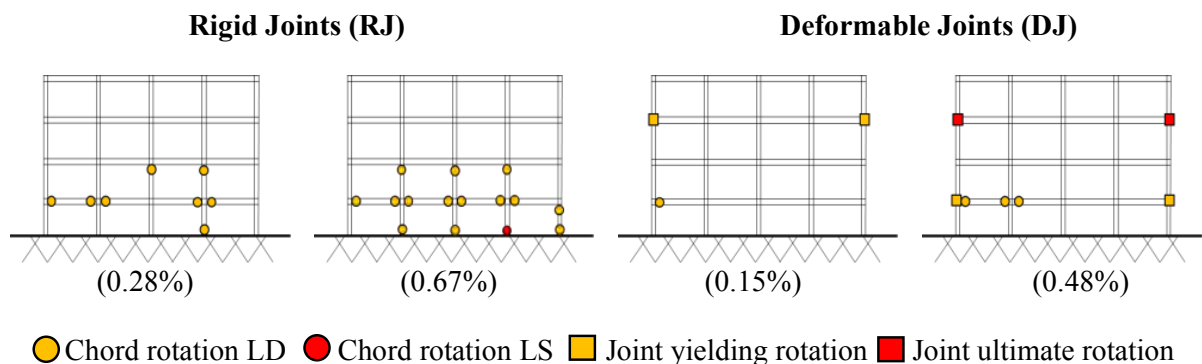 Rigid Joints (RJ) Deformable Joints (DJ)
(0.28%) (0.67%) (0.15%) (0.48%)
Chord rotation LD Chord rotation LS Joint yielding rotation Joint ultimate rotation